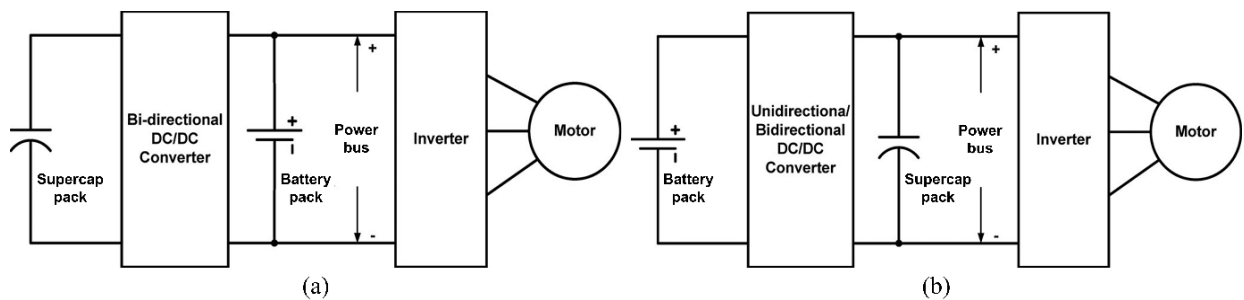 Supercap
pack
Bi-directional
DC/DC
Converter
+
Battery
pack
+
Power
bus
-
Inverter
Motor
(a)
+
Battery
pack
Unidirectiona/
Bidirectional
DC/DC
Converter
Supercap
pack
+
Power
bus
-
Inverter
Motor
(b)